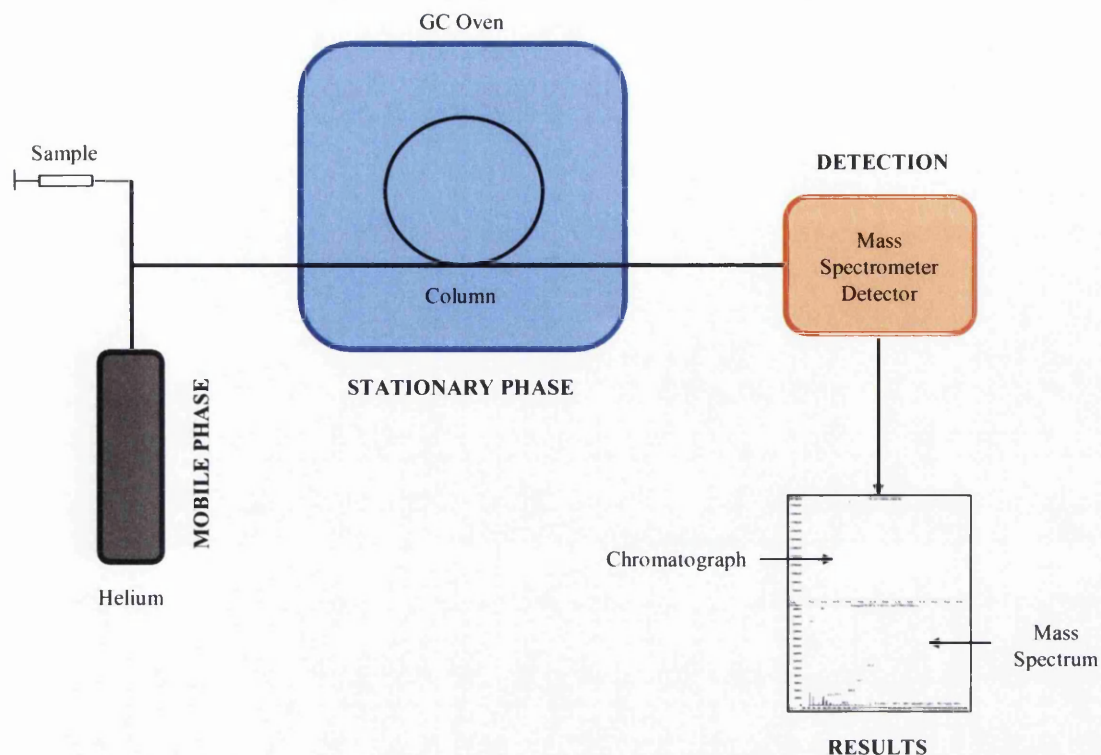 GC Oven
Sample
DETECTION
Mass
Spectrometer
Detector
Column
STATIONARY PHASE
MOBILE PHASE
Helium
Chromatograph
Mass
Spectrum
RESULTS